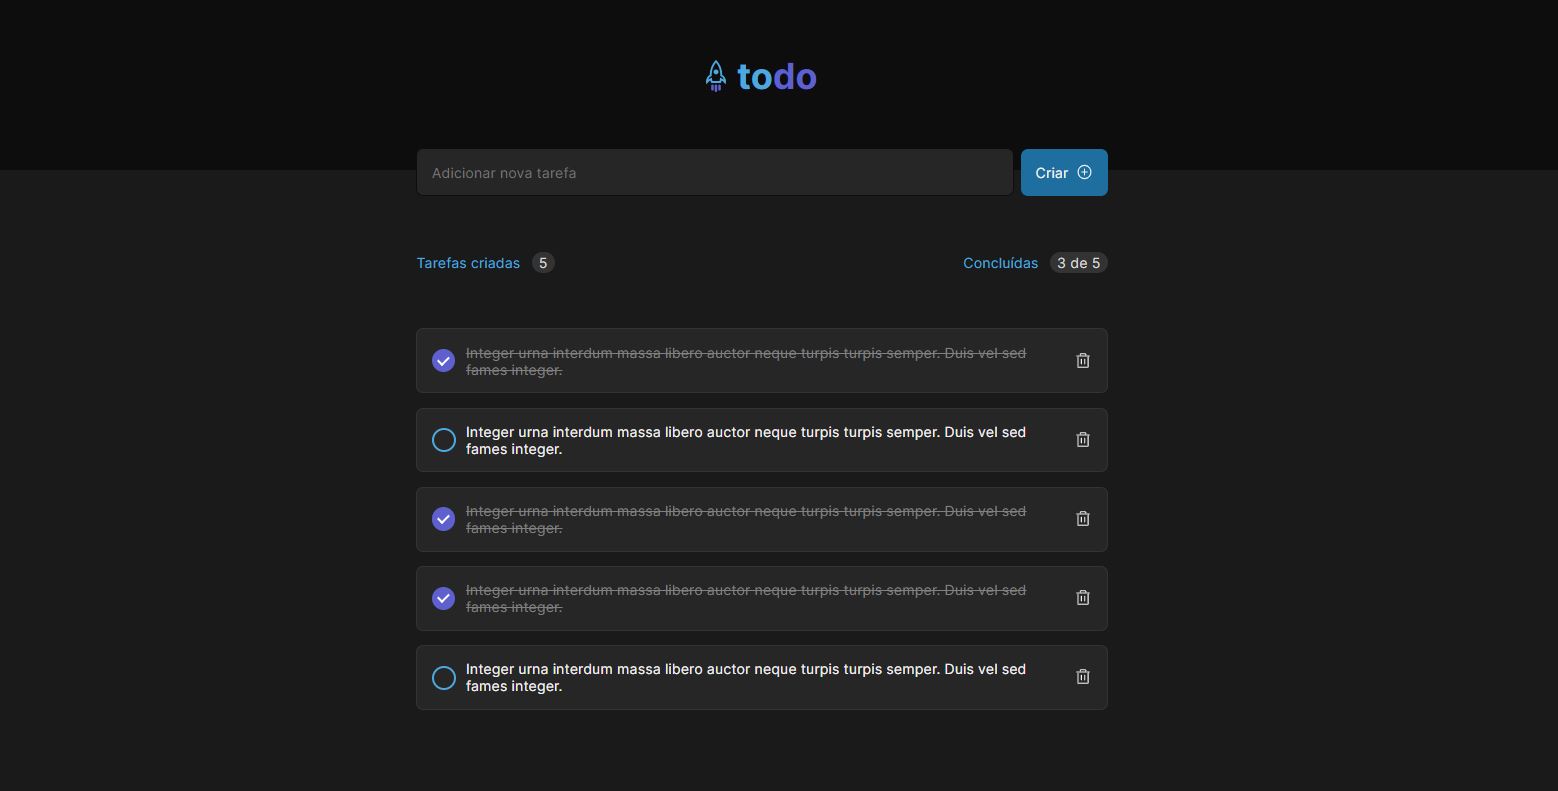 todo
Adicionar nova tarefa
Criar
Tarefas criadas 5
Concluídas 3 de 5
Integer urna interdum massa libero auctor neque turpis turpis semper. Duis vel sed
fames integer.
Integer urna interdum massa libero auctor neque turpis turpis semper. Duis vel sed
fames integer.
Integer urna interdum massa libero auctor neque turpis turpis semper. Duis vel sed
fames integer.
Integer urna interdum massa libero auctor neque turpis turpis semper. Duis vel sed
fames integer.
Integer urna interdum massa libero auctor neque turpis turpis semper. Duis vel sed
fames integer.